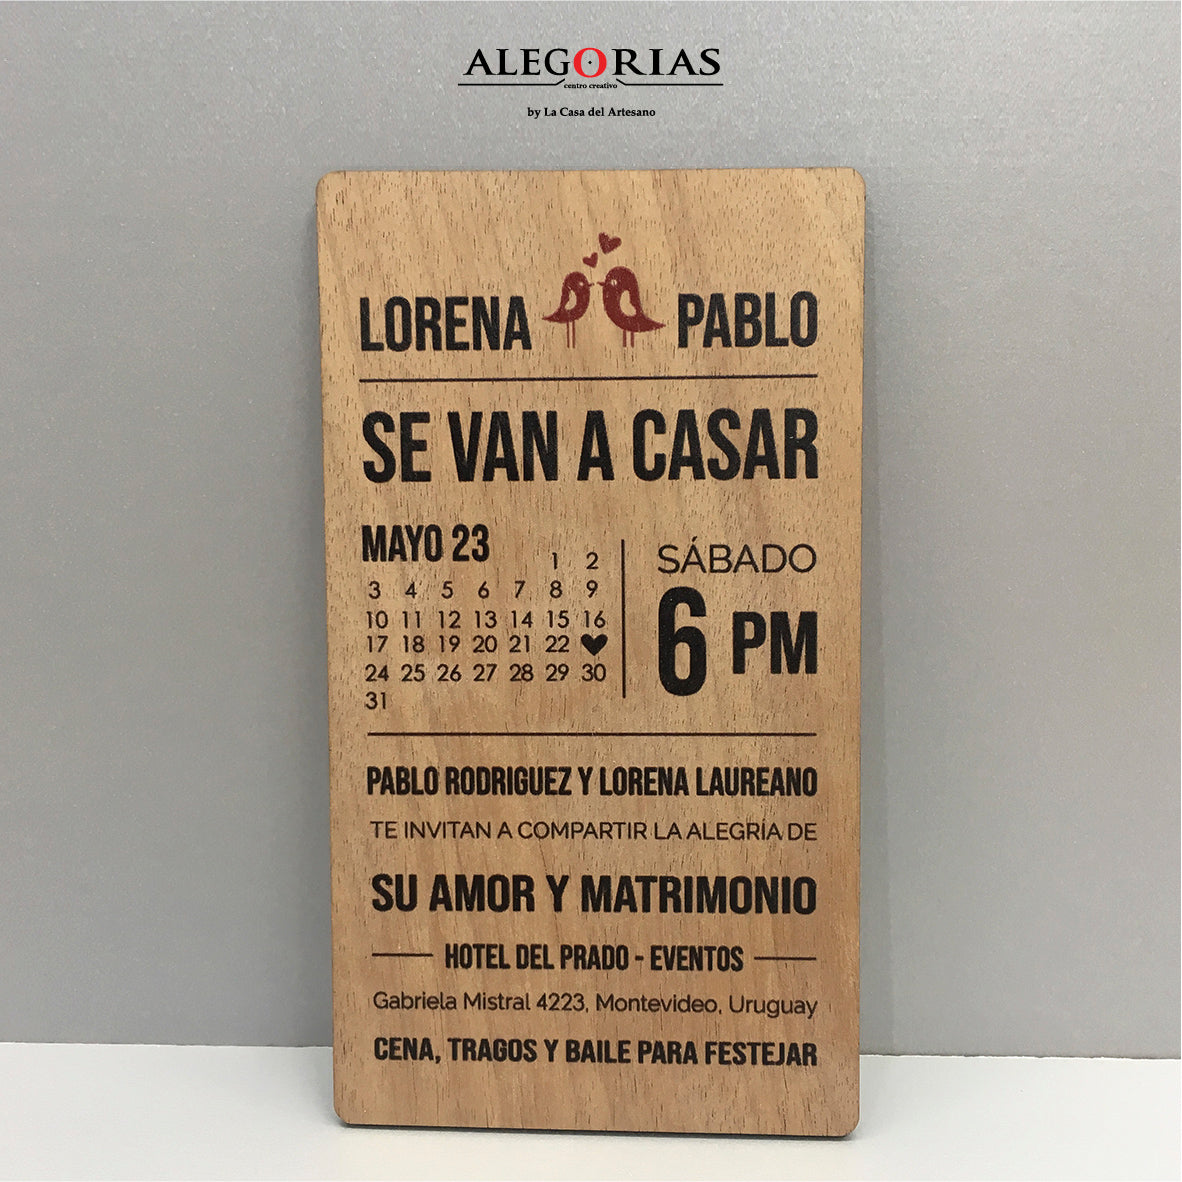 ALEGORIAS
centro creativo
by La Casa del Artesano
LORENA PABLO
SE VAN A CASAR
MAYO 23
1 2
3 4 5 6 7 8 9
10 11 12 13 14 15 16
17 18 19 20 21 22
24 25 26 27 28 29 30
31
SÁBADO
6 PM
PABLO RODRIGUEZ Y LORENA LAUREANO
TE INVITAN A COMPARTIR LA ALEGRÍA DE
SU AMOR Y MATRIMONIO
HOTEL DEL PRADO - EVENTOS
Gabriela Mistral 4223, Montevideo, Uruguay
CENA, TRAGOS Y BAILE PARA FESTEJAR